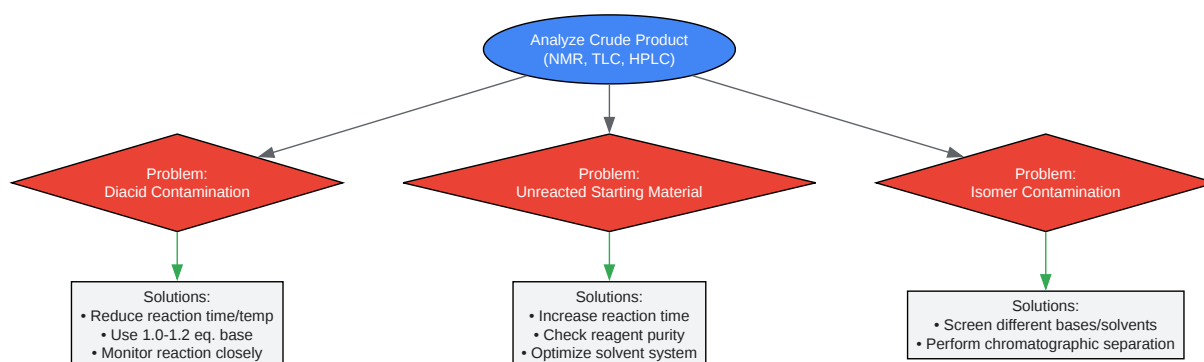 Analyze Crude Product
(NMR, TLC, HPLC)
Problem:
Diacid Contamination
Problem:
Unreacted Starting Material
Problem:
Isomer Contamination
Solutions:
• Reduce reaction time/temp
• Use 1.0-1.2 eq. base
• Monitor reaction closely
Solutions:
• Increase reaction time
• Check reagent purity
• Optimize solvent system
Solutions:
• Screen different bases/solvents
• Perform chromatographic separation